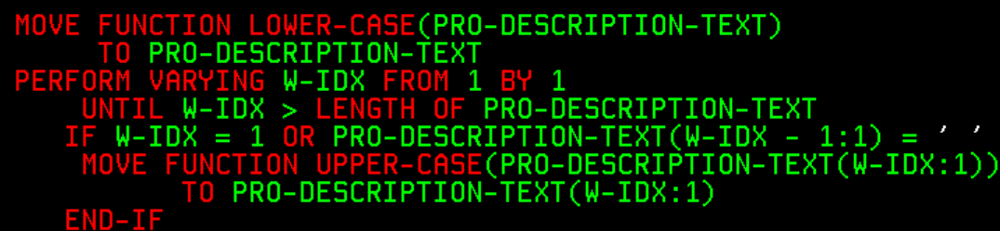 MOVE FUNCTION LOWER-CASE(PRO-DESCRIPTION-TEXT)
TO PRO-DESCRIPTION-TEXT
PERFORM VARYING W-IDX FROM 1 BY 1
UNTIL W-IDX > LENGTH OF PRO-DESCRIPTION-TEXT
IF W-IDX = 1 OR PRO-DESCRIPTION-TEXT(W-IDX - 1:1) = ' '
MOVE FUNCTION UPPER-CASE(PRO-DESCRIPTION-TEXT(W-IDX:1))
TO PRO-DESCRIPTION-TEXT(W-IDX:1)
END-IF